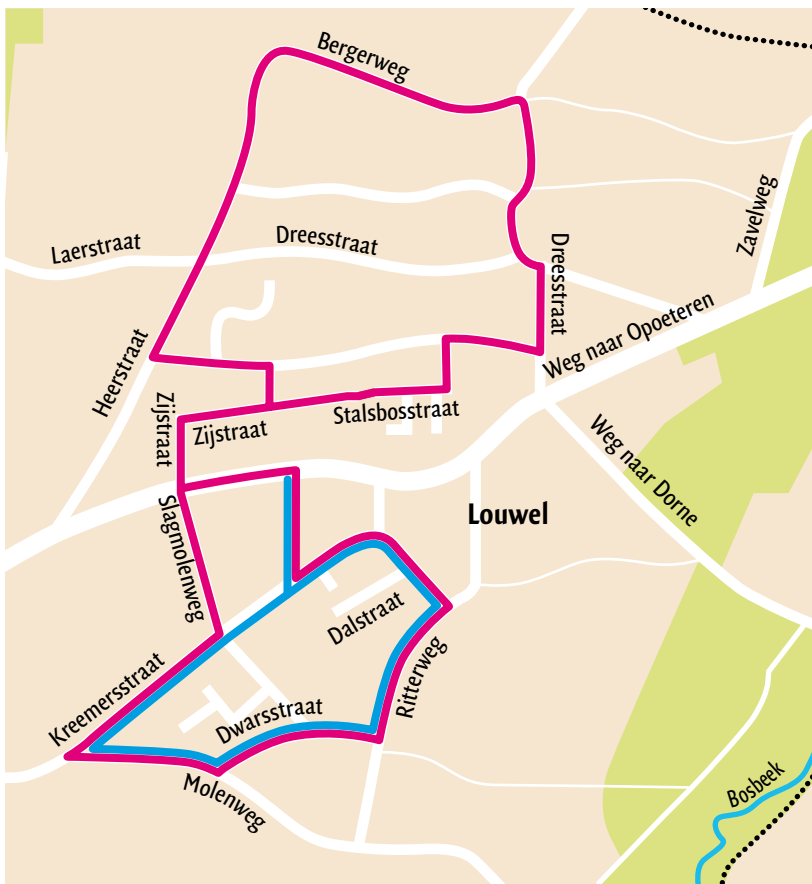 Bergerweg
Zavelweg
Laerstraat
Dreesstraat
Dreesstraat
Weg naar Opoeteren
Heerstraat
Zijstraat
Zijstraat
Stalsbosstraat
Weg naar Dorne
Louwel
Slagmolenweg
Dalstraat
Ritterweg
Kreemersstraat
Dwarsstraat
Molenweg
Bosbeek